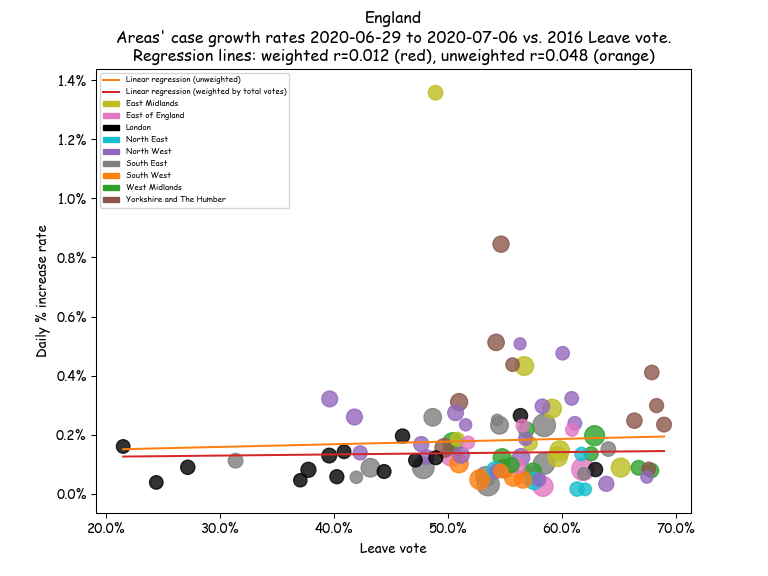 England
Areas' case growth rates 2020-06-29 to 2020-07-06 vs. 2016 Leave vote.
Regression lines: weighted r=0.012 (red), unweighted r=0.048 (orange)
Linear regression (unweighted)
Linear regression (weighted by total votes)
East Midlands
East of England
London
North East
North West
South East
South West
West Midlands
Yorkshire and The Humber
Daily % increase rate
1.4%
1.2%
1.0%
0.8%
0.6%
0.4%
0.2%
0.0%
20.0% 30.0% 40.0% 50.0% 60.0% 70.0%
Leave vote